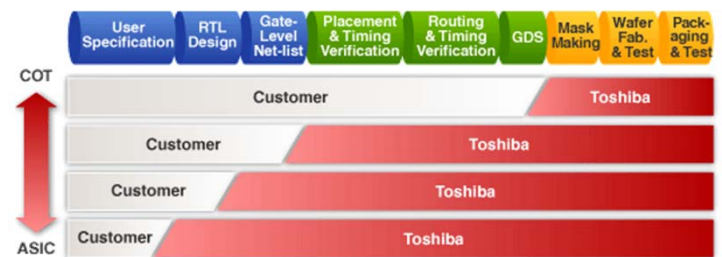 User
Specification
RTL
Design
Gate-
Level
Net-list
Placement
& Timing
Verification
Routing
& Timing
Verification
GDS
Mask
Making
Wafer
Fab.
& Test
Pack-
aging
& Test
COT
Customer Toshiba
Customer Toshiba
Customer Toshiba
Customer Toshiba
ASIC